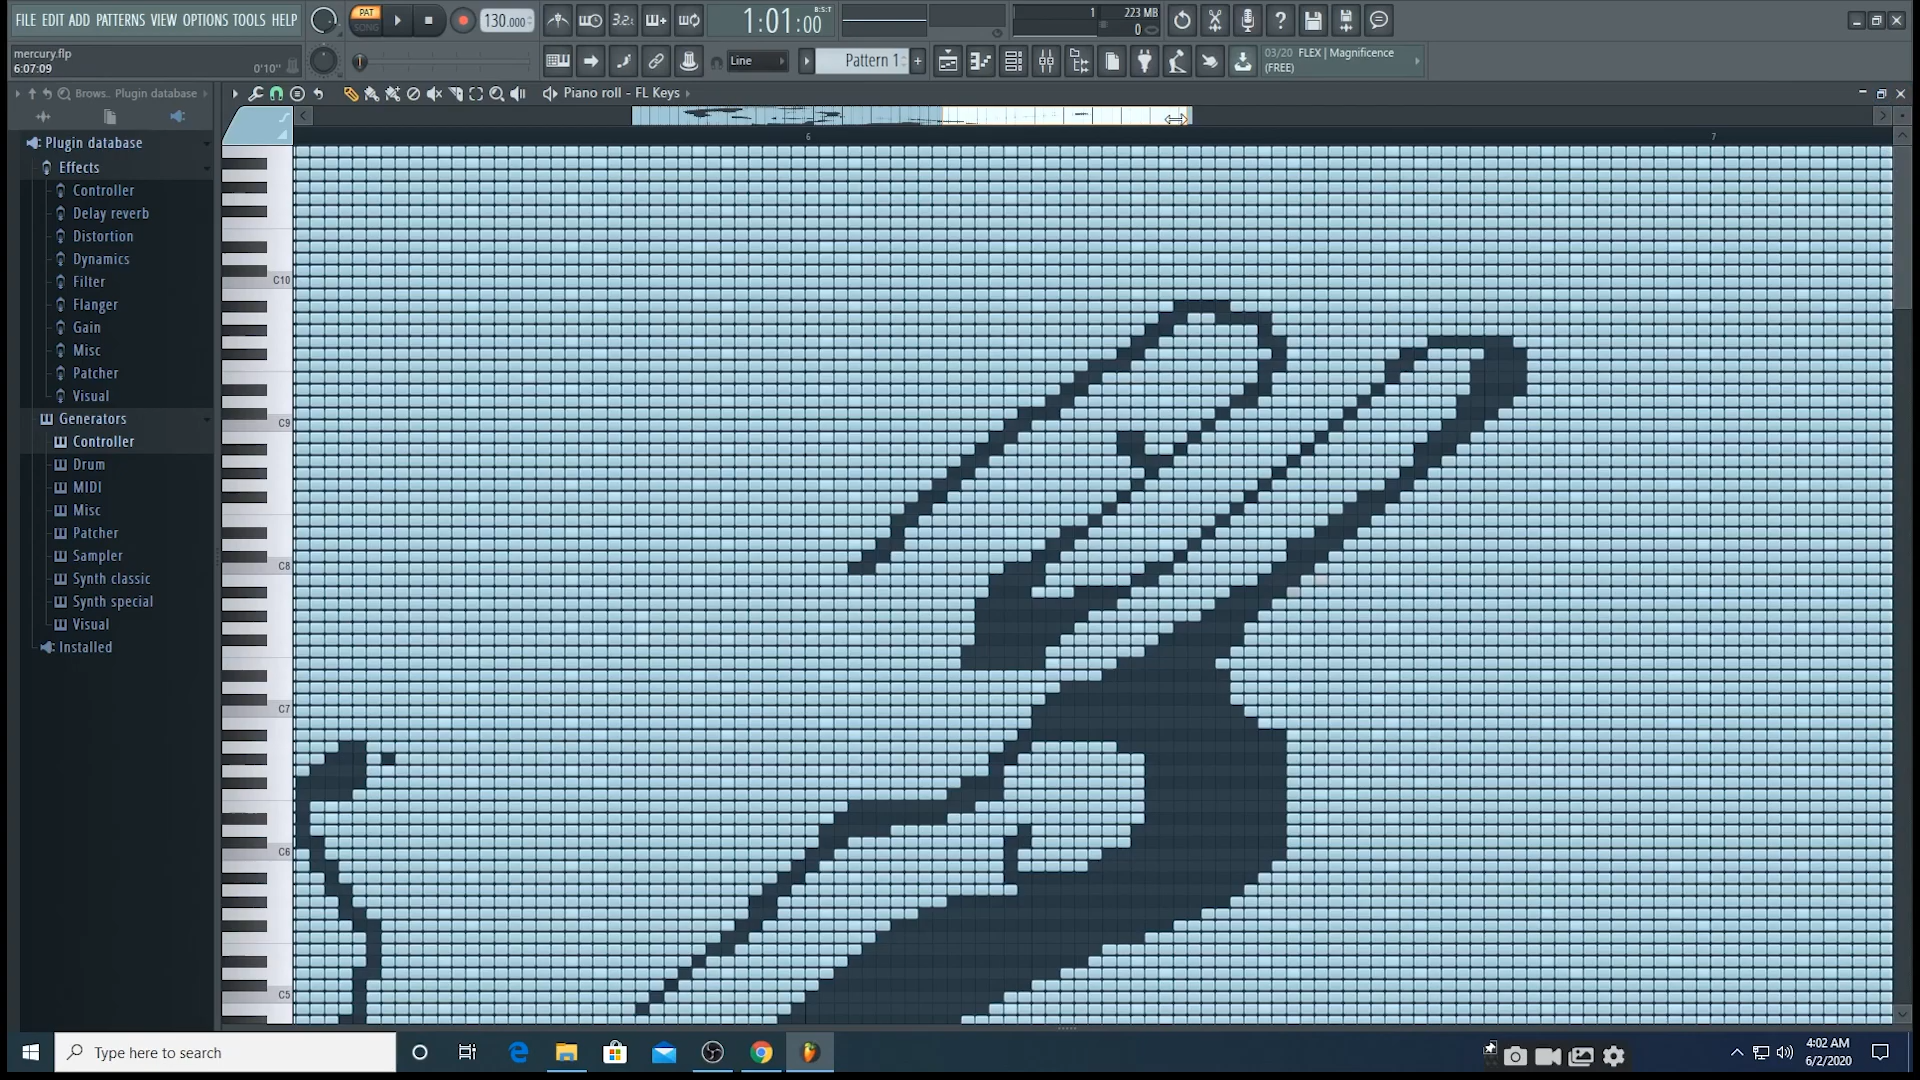 FILE EDIT ADD PATTERNS VIEW OPTIONS TOOLS HELP
PAT
SONG
130.000
3.2.
1:01:00
B:S:T
1
223 MB
0
mercury.flp
6:07:09
0'10"
Line
Pattern 1
03/20 FLEX | Magnificence
(FREE)
Brows.. Plugin database
Piano roll - FL Keys
6
7
Plugin database
Effects
Controller
Delay reverb
Distortion
Dynamics
Filter
Flanger
Gain
Misc
Patcher
Visual
Generators
Controller
Drum
MIDI
Misc
Patcher
Sampler
Synth classic
Synth special
Visual
Installed
C10
C9
C8
C7
C6
C5
Type here to search
4:02 AM
6/2/2020